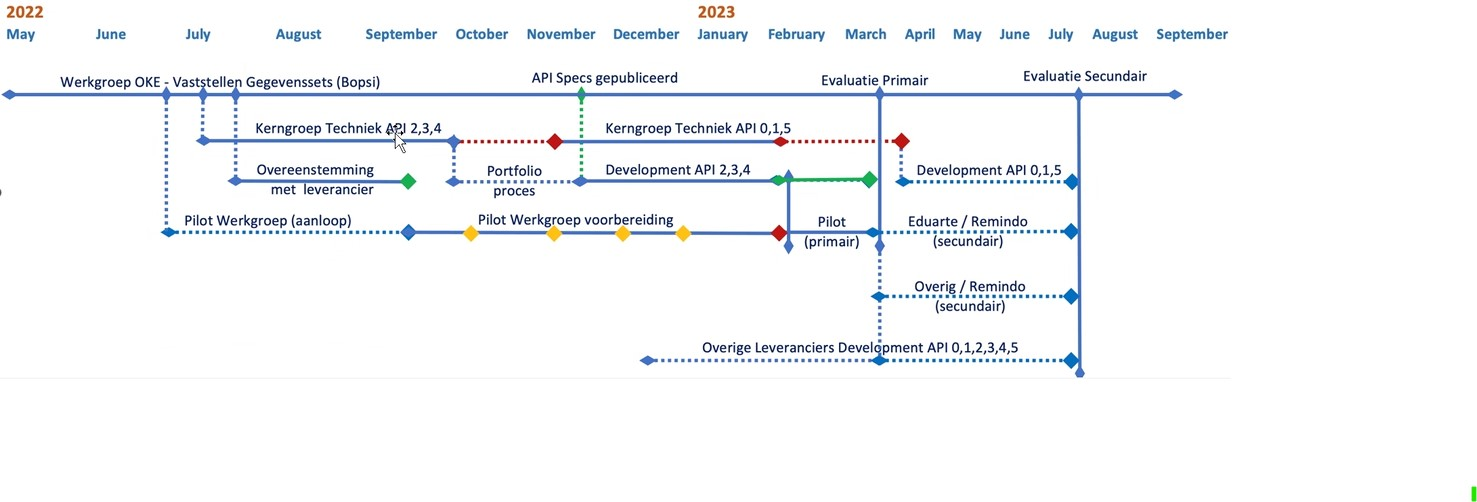 2022
2023
May June July August September October November December January February March April May June July August September
Werkgroep OKE - Vaststellen Gegevenssets (Bopsi)
API Specs gepubliceerd
Evaluatie Primair
Evaluatie Secundair
Kerngroep Techniek API 2,3,4
Kerngroep Techniek API 0,1,5
Overeenstemming
met leverancier
Portfolio
proces
Development API 2,3,4
Development API 0,1,5
Pilot Werkgroep (aanloop)
Pilot Werkgroep voorbereiding
Pilot
(primair)
Eduarte / Remindo
(secundair)
Overig / Remindo
(secundair)
Overige Leveranciers Development API 0,1,2,3,4,5